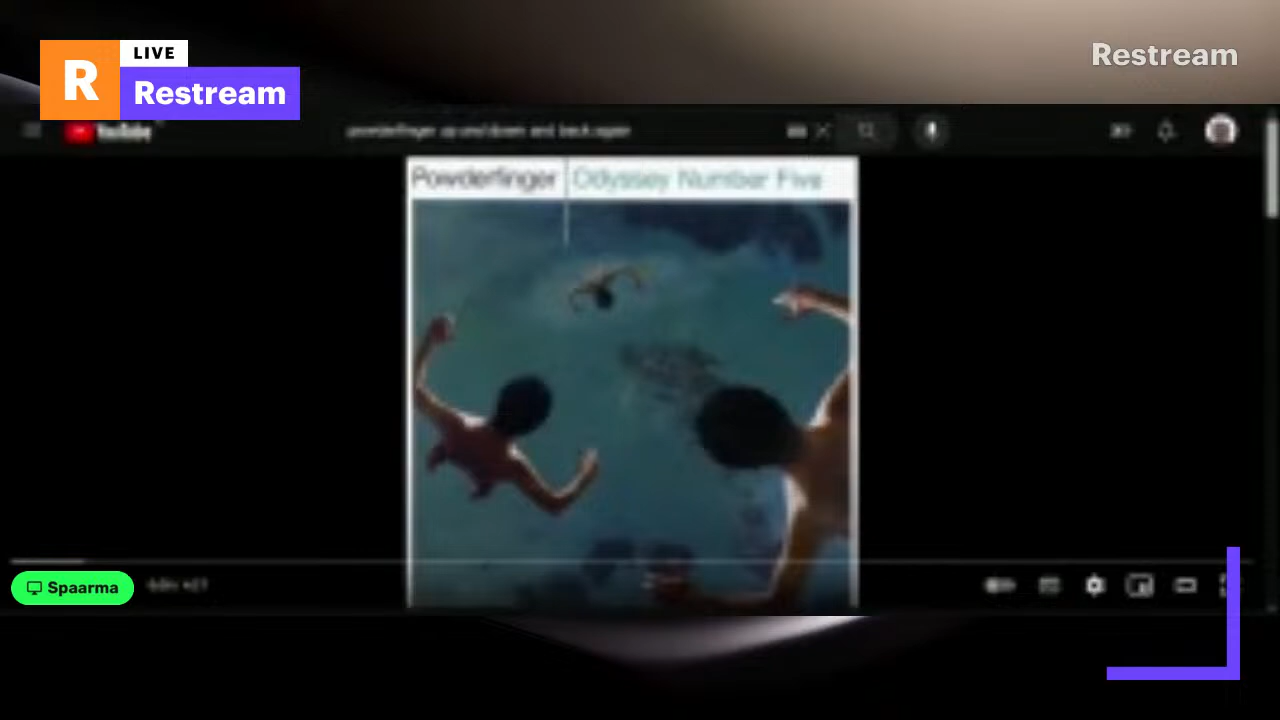 R
LIVE
Restream
Restream
YouTube
powderfinger up and down and back again
Powderfinger
Odyssey Number Five
Spaarma